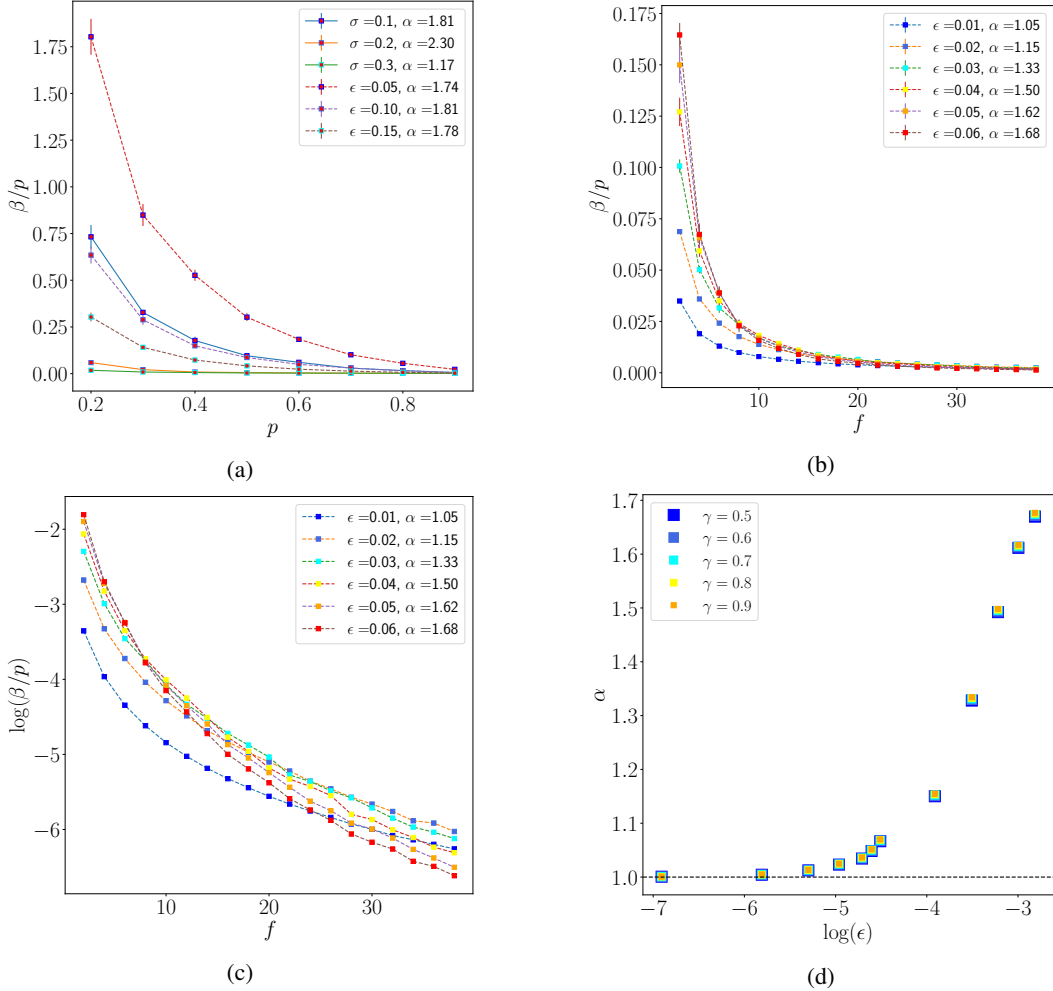 σ =0.1, α =1.81
σ =0.2, α =2.30
σ =0.3, α =1.17
ϵ =0.05, α =1.74
ϵ =0.10, α =1.81
ϵ =0.15, α =1.78
1.75
1.50
1.25
1.00
0.75
0.50
0.25
0.00
β/p
0.2 0.4 0.6 0.8
p
(a)
ϵ =0.01, α =1.05
ϵ =0.02, α =1.15
ϵ =0.03, α =1.33
ϵ =0.04, α =1.50
ϵ =0.05, α =1.62
ϵ =0.06, α =1.68
0.175
0.150
0.125
0.100
0.075
0.050
0.025
0.000
β/p
10 20 30
f
(b)
ϵ =0.01, α =1.05
ϵ =0.02, α =1.15
ϵ =0.03, α =1.33
ϵ =0.04, α =1.50
ϵ =0.05, α =1.62
ϵ =0.06, α =1.68
−2
−3
−4
−5
−6
log(β/p)
10 20 30
f
(c)
γ = 0.5
γ = 0.6
γ = 0.7
γ = 0.8
γ = 0.9
1.7
1.6
1.5
1.4
1.3
1.2
1.1
1.0
α
−7 −6 −5 −4 −3
log(ϵ)
(d)